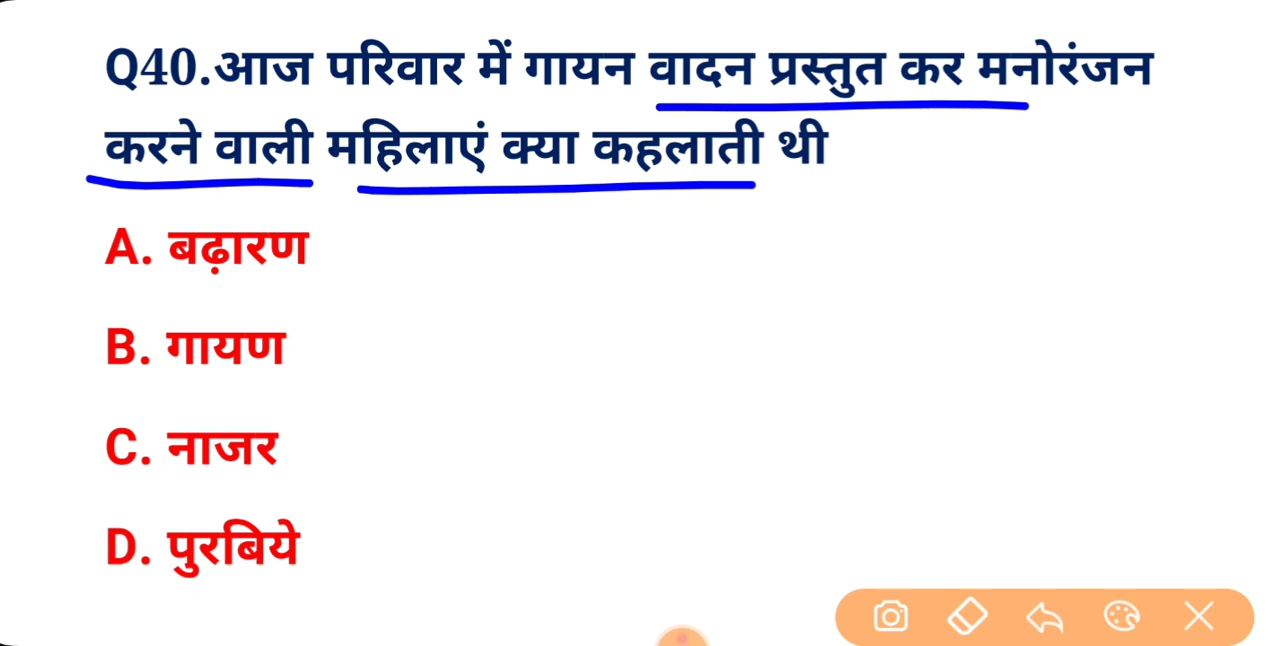 Q40.आज परिवार में गायन वादन प्रस्तुत कर मनोरंजन
करने वाली महिलाएं क्या कहलाती थी
A. बढ़ारण
B. गायण
C. नाजर
D. पुरबिये